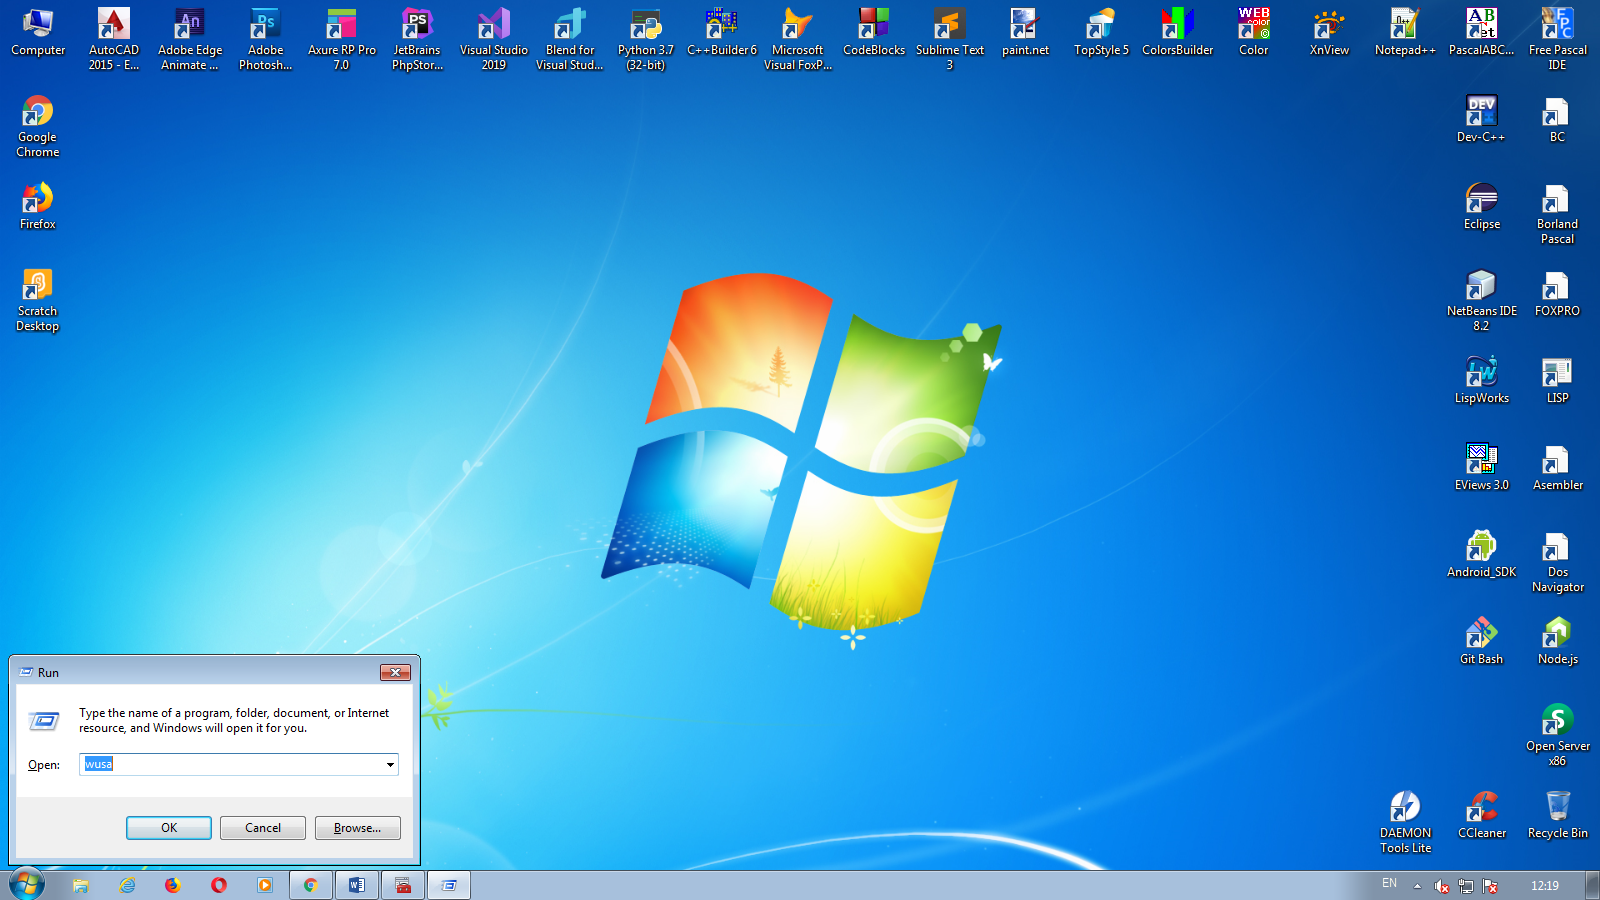 Computer
AutoCAD
2015 - E...
Adobe Edge
Animate ...
Adobe
Photosh...
Axure RP Pro
7.0
JetBrains
PhpStor...
Visual Studio
2019
Blend for
Visual Stud...
Python 3.7
(32-bit)
C++Builder 6
Microsoft
Visual FoxP...
CodeBlocks
Sublime Text
3
paint.net
TopStyle 5
ColorsBuilder
Color
XnView
Notepad++
PascalABC...
Free Pascal
IDE
Google
Chrome
Dev-C++
BC
Firefox
Eclipse
Borland
Pascal
Scratch
Desktop
NetBeans IDE
8.2
FOXPRO
LispWorks
LISP
EViews 3.0
Asembler
Android_SDK
Dos
Navigator
Git Bash
Node.js
Open Server
x86
DAEMON
Tools Lite
CCleaner
Recycle Bin
Run
Type the name of a program, folder, document, or Internet
resource, and Windows will open it for you.
Open:
wusa
OK
Cancel
Browse...
EN
12:19